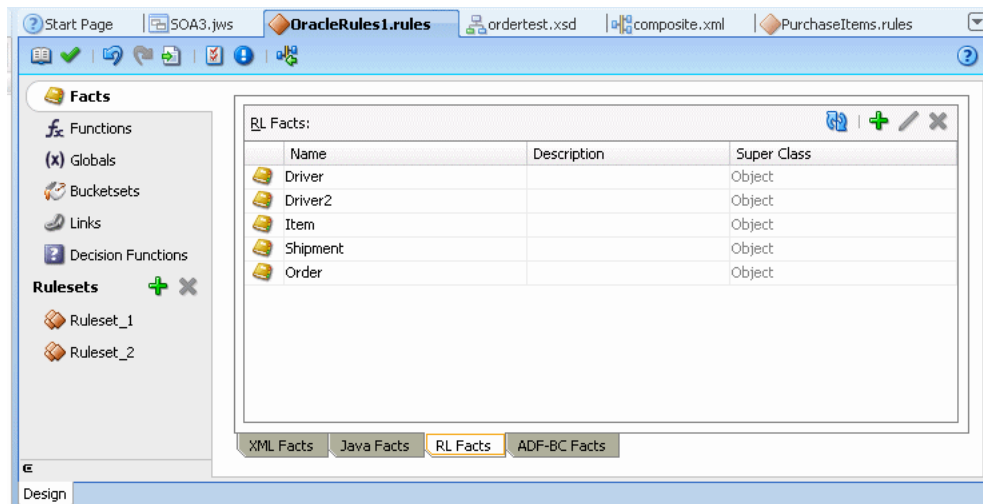 Start Page SOA3.jws OracleRules1.rules ordertest.xsd composite.xml PurchaseItems.rules
Facts
Functions
(x) Globals
Bucketsets
Links
Decision Functions
Rulesets
Ruleset_1
Ruleset_2
RL Facts:
Name Description Super Class
Driver Object
Driver2 Object
Item Object
Shipment Object
Order Object
XML Facts Java Facts RL Facts ADF-BC Facts
Design